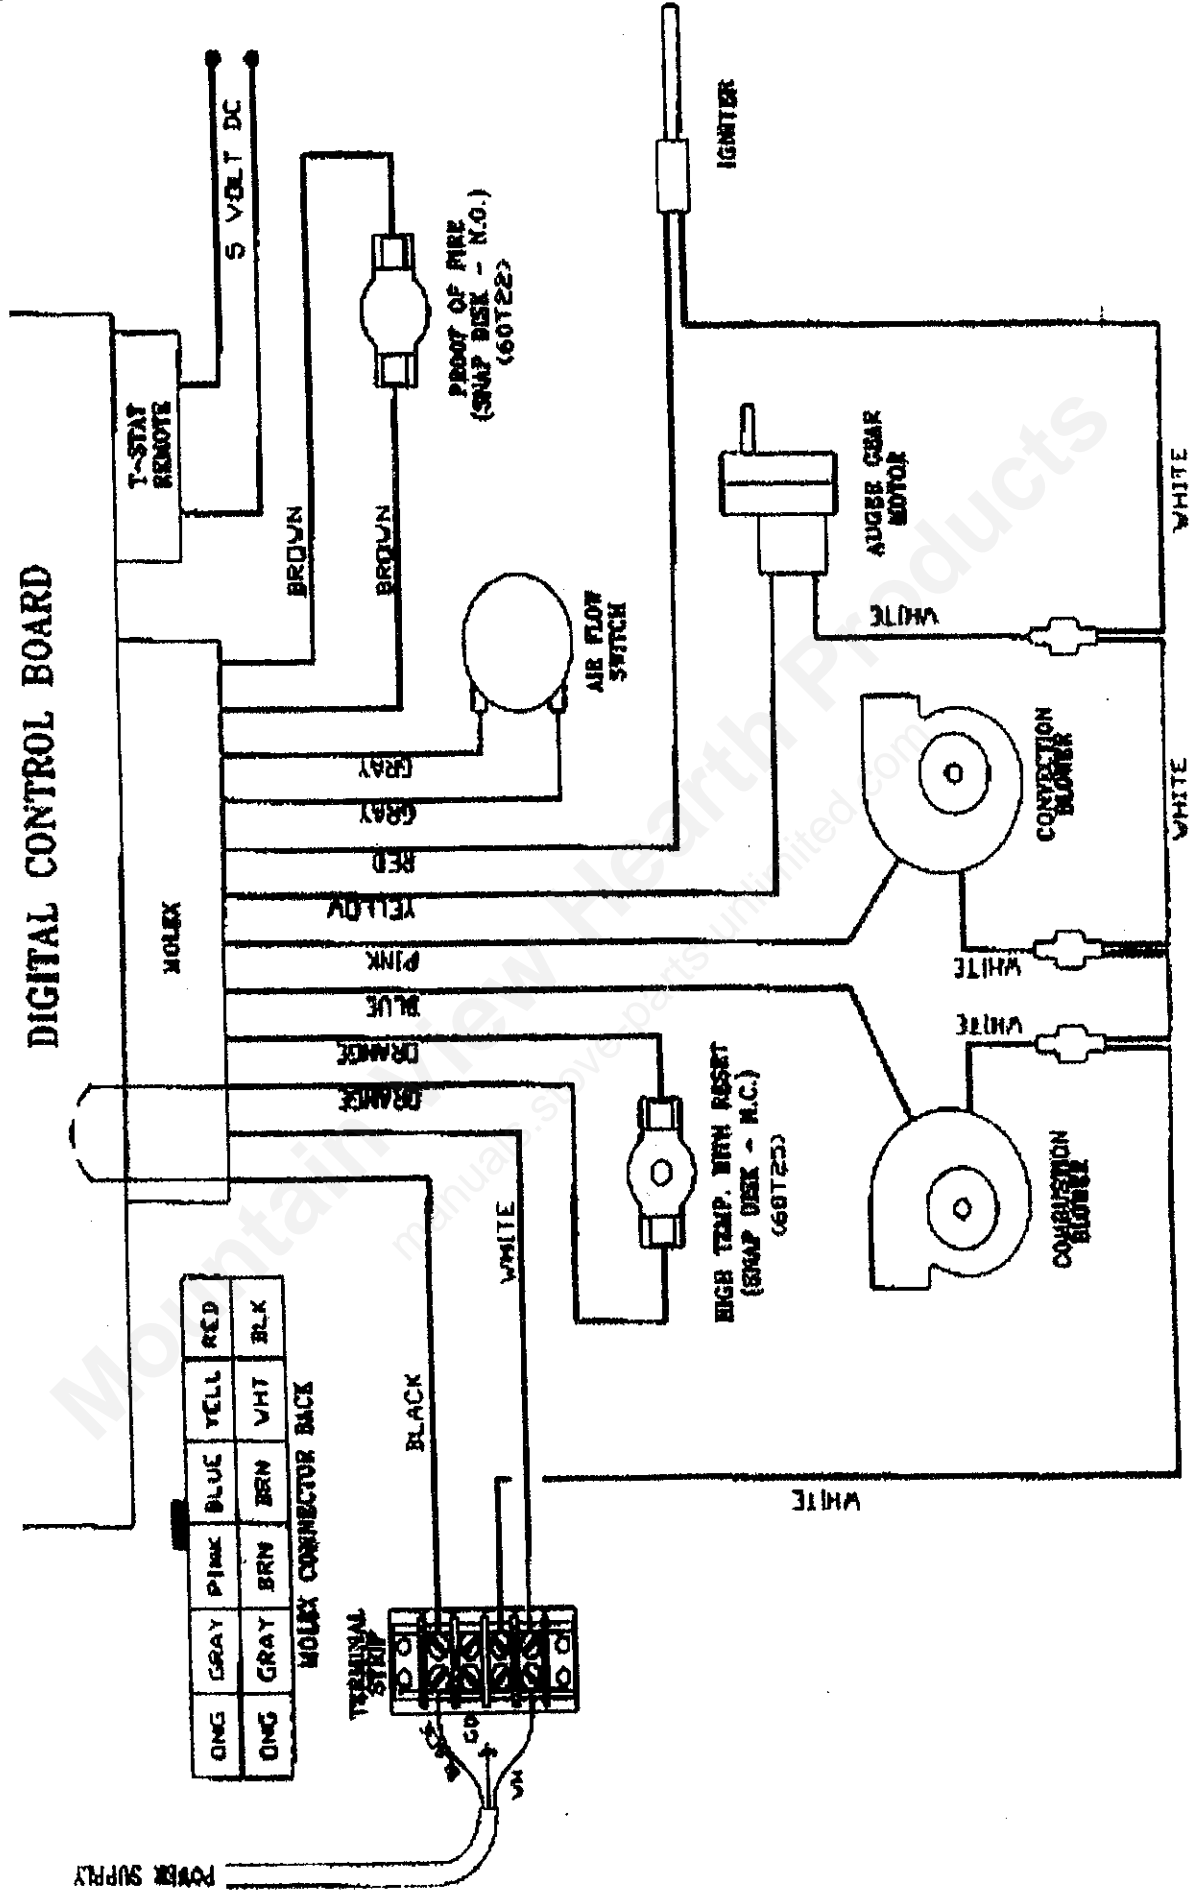 DIGITAL CONTROL BOARD
T-STAT
REMOTE
5 VOLT DC
MOLEX
BROWN
BROWN
PROOF OF FIRE
(SNAP DISK - N.O.)
(60T22)
GRAY
GRAY
AIR FLOW
SWITCH
RED
IGNITER
YELLOW
AUGER GEAR
MOTOR
WHITE
WHITE
PINK
CONVECTION
BLOWER
WHITE
WHITE
BLUE
COMBUSTION
BLOWER
WHITE
ORANGE
ORANGE
HIGH TEMP. RESET
(SNAP DISK - N.C.)
(60T25)
WHITE
BLACK
WHITE
ONG GRAY PINK BLUE YELL RED
ONG GRAY BRN BRN WHT BLK
MOLEX CONNECTOR BACK
TERMINAL
STRIP
GD
WH
POWER SUPPLY
Mountain View Hearth Products